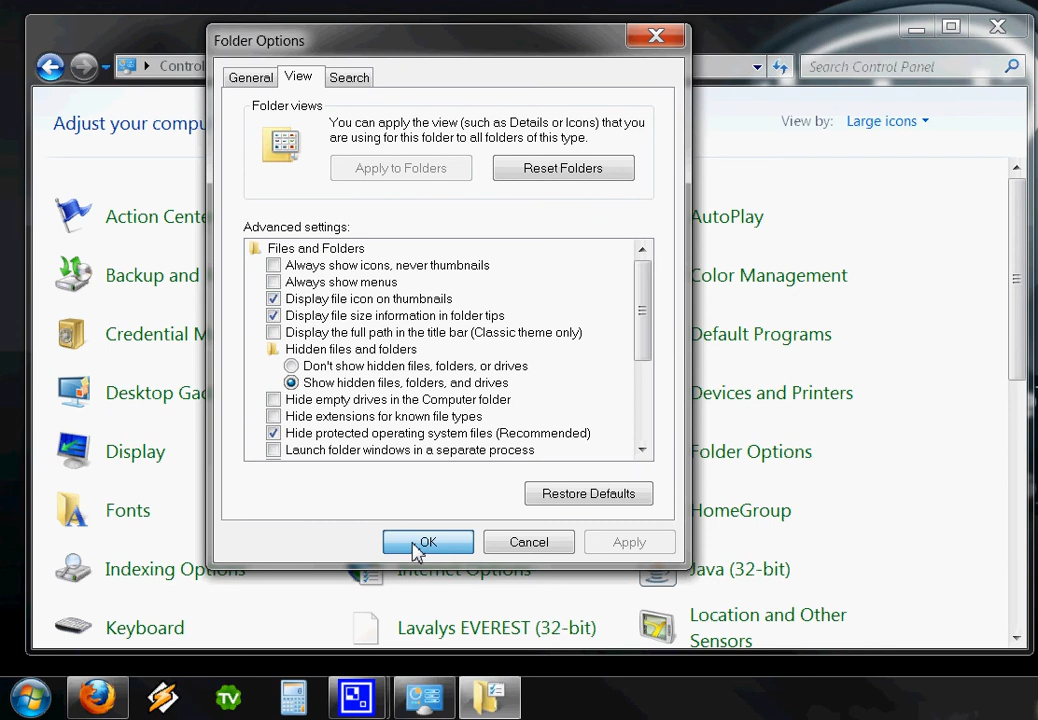 Folder Options
Control
Search Control Panel
General
View
Search
Adjust your compu
View by:
Large icons
Folder views
You can apply the view (such as Details or Icons) that you
are using for this folder to all folders of this type.
Apply to Folders
Reset Folders
Advanced settings:
Files and Folders
Always show icons, never thumbnails
Always show menus
Display file icon on thumbnails
Display file size information in folder tips
Display the full path in the title bar (Classic theme only)
Hidden files and folders
Don't show hidden files, folders, or drives
Show hidden files, folders, and drives
Hide empty drives in the Computer folder
Hide extensions for known file types
Hide protected operating system files (Recommended)
Launch folder windows in a separate process
Restore Defaults
OK
Cancel
Apply
Action Cente
AutoPlay
Backup and
Color Management
Credential M
Default Programs
Desktop Gad
Devices and Printers
Display
Folder Options
Fonts
HomeGroup
Indexing Options
Internet Options
Java (32-bit)
Keyboard
Lavalys EVEREST (32-bit)
Location and Other
Sensors
TV